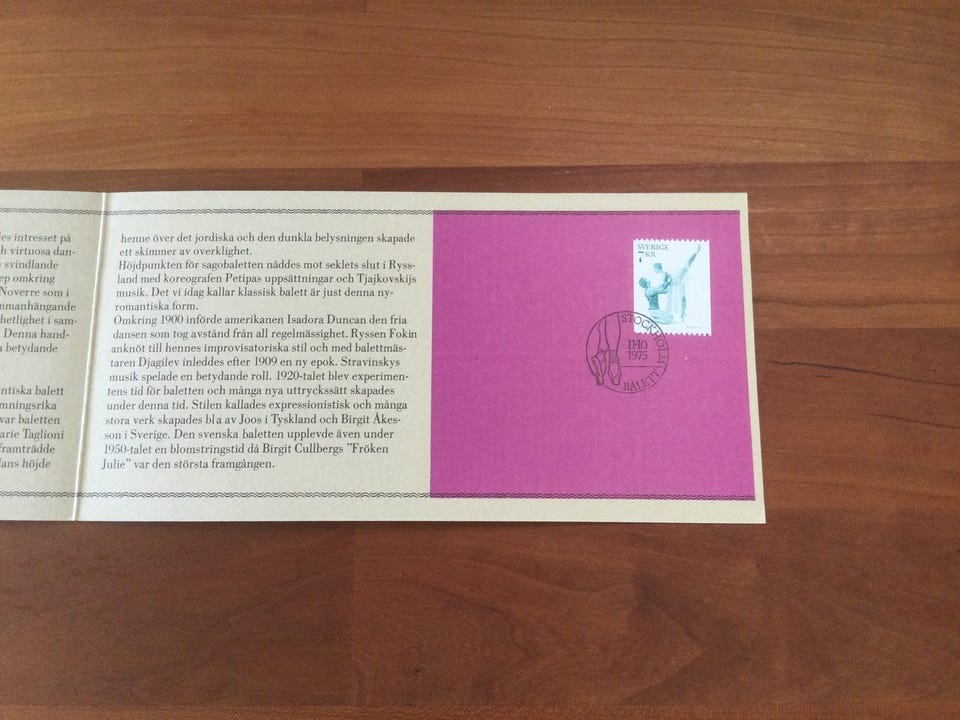 es intresset på
h virtuosa dan-
svindlande
ep omkring
Noverre som i
mmanhängande
hetlighet i sam-
Denna hand-
betydande
ntiska balett
mningsrika
var baletten
arie Taglioni
framträdde
lans höjde
henne över det jordiska och den dunkla belysningen skapade
ett skimmer av overklighet.
Höjdpunkten för sagobaletten nåddes mot seklets slut i Ryss-
land med koreografen Petipas uppsättningar och Tjajkovskijs
musik. Det vi idag kallar klassisk balett är just denna ny-
romantiska form.
Omkring 1900 införde amerikanen Isadora Duncan den fria
dansen som tog avstånd från all regelmässighet. Ryssen Fokin
anknöt till hennes improvisatoriska stil och med balettmäs-
taren Djagilev inleddes efter 1909 en ny epok. Stravinskys
musik spelade en betydande roll. 1920-talet blev experimen-
tens tid för baletten och många nya uttryckssätt skapades
under denna tid. Stilen kallades expressionistisk och många
stora verk skapades bl a av Joos i Tyskland och Birgit Åkes-
son i Sverige. Den svenska baletten upplevde även under
1950-talet en blomstringstid då Birgit Cullbergs "Fröken
Julie" var den största framgången.
SVERIGE
7 KR
STOCKHOLM
11·10
1975
BALETT